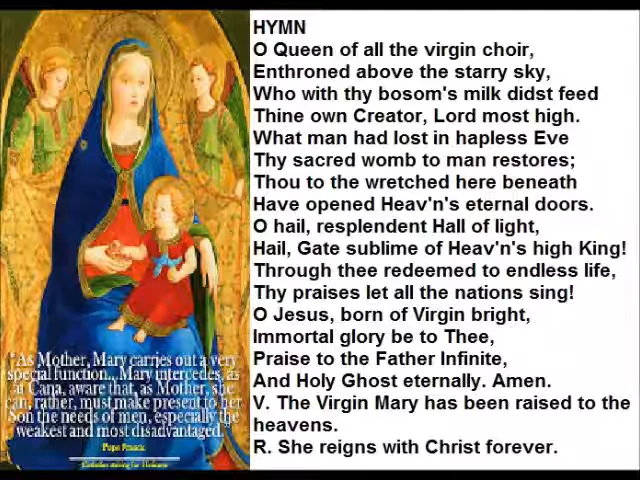 HYMN
O Queen of all the virgin choir,
Enthroned above the starry sky,
Who with thy bosom's milk didst feed
Thine own Creator, Lord most high.
What man had lost in hapless Eve
Thy sacred womb to man restores;
Thou to the wretched here beneath
Have opened Heav'n's eternal doors.
O hail, resplendent Hall of light,
Hail, Gate sublime of Heav'n's high King!
Through thee redeemed to endless life,
Thy praises let all the nations sing!
O Jesus, born of Virgin bright,
Immortal glory be to Thee,
Praise to the Father Infinite,
And Holy Ghost eternally. Amen.
V. The Virgin Mary has been raised to the
heavens.
R. She reigns with Christ forever.
"As Mother, Mary carries out a very
special function...Mary intercedes, as
at Cana, aware that, as Mother, she
can, rather, must make present to her
Son the needs of men, especially the
weakest and most disadvantaged.
Pope Francis